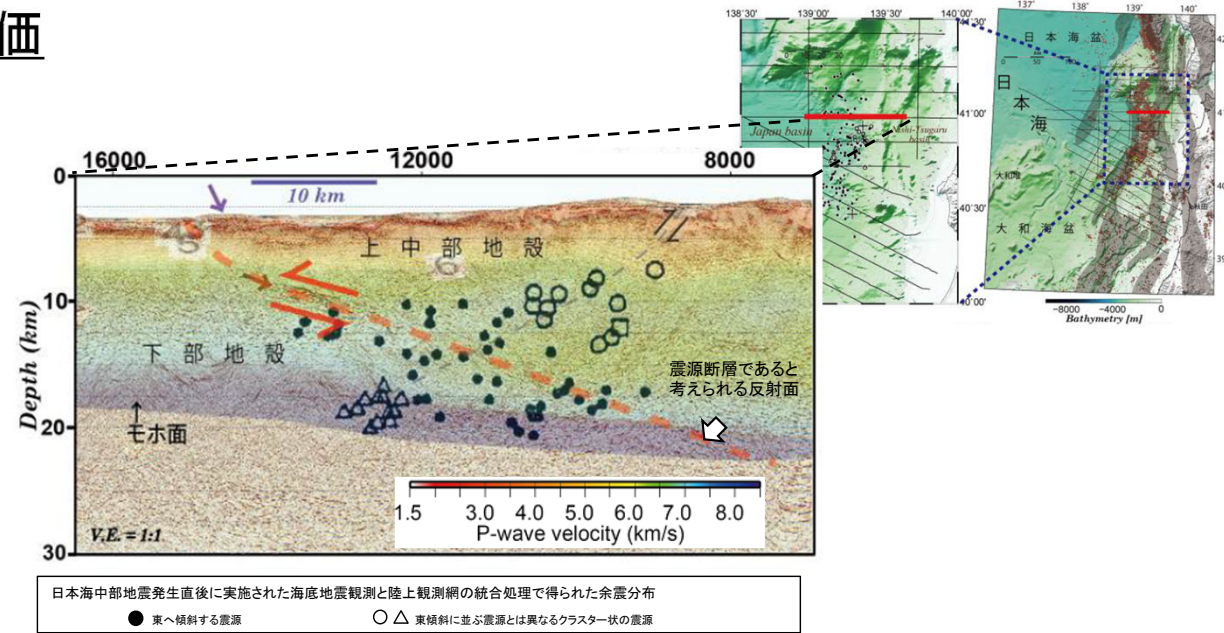 価
138°30'
139°00'
139°30'
140°00'
41°00'
40°30'
Japan basin
137°
138°
139°
140°
日本海盆
日本海
大和堆
大和海盆
−8000 −4000 0
Bathymetry [m]
16000 12000 8000
0
10
20
30
Depth (km)
10 km
上中部地殻
下部地殻
モホ面
震源断層であると
考えられる反射面
1.5 3.0 4.0 5.0 6.0 7.0 8.0
P-wave velocity (km/s)
V.E. = 1:1
日本海中部地震発生直後に実施された海底地震観測と陸上観測網の統合処理で得られた余震分布
● 東へ傾斜する震源 ○ △ 東傾斜に並ぶ震源とは異なるクラスター状の震源